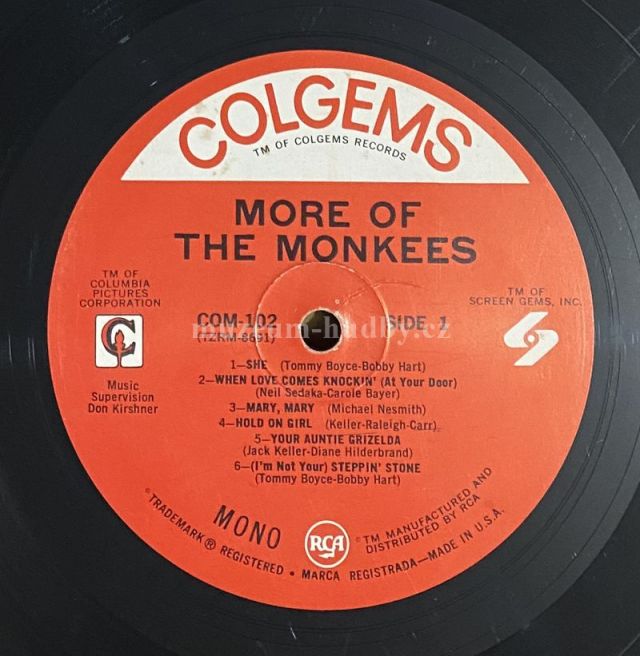 COLGEMS
TM OF COLGEMS RECORDS
MORE OF
THE MONKEES
TM OF
COLUMBIA
PICTURES
CORPORATION
TM OF
SCREEN GEMS, INC.
COM-102
(TZRM-8691)
SIDE 1
muzeum-hudby.cz
Music
Supervision
Don Kirshner
1—SHE (Tommy Boyce-Bobby Hart)
2—WHEN LOVE COMES KNOCKIN' (At Your Door)
(Neil Sedaka-Carole Bayer)
3—MARY, MARY (Michael Nesmith)
4—HOLD ON GIRL (Keller-Raleigh-Carr)
5—YOUR AUNTIE GRIZELDA
(Jack Keller-Diane Hilderbrand)
6—(I'm Not Your) STEPPIN' STONE
(Tommy Boyce-Bobby Hart)
MONO
RCA
©TM MANUFACTURED AND
DISTRIBUTED BY RCA
©TRADEMARK® REGISTERED • MARCA REGISTRADA—MADE IN U.S.A.